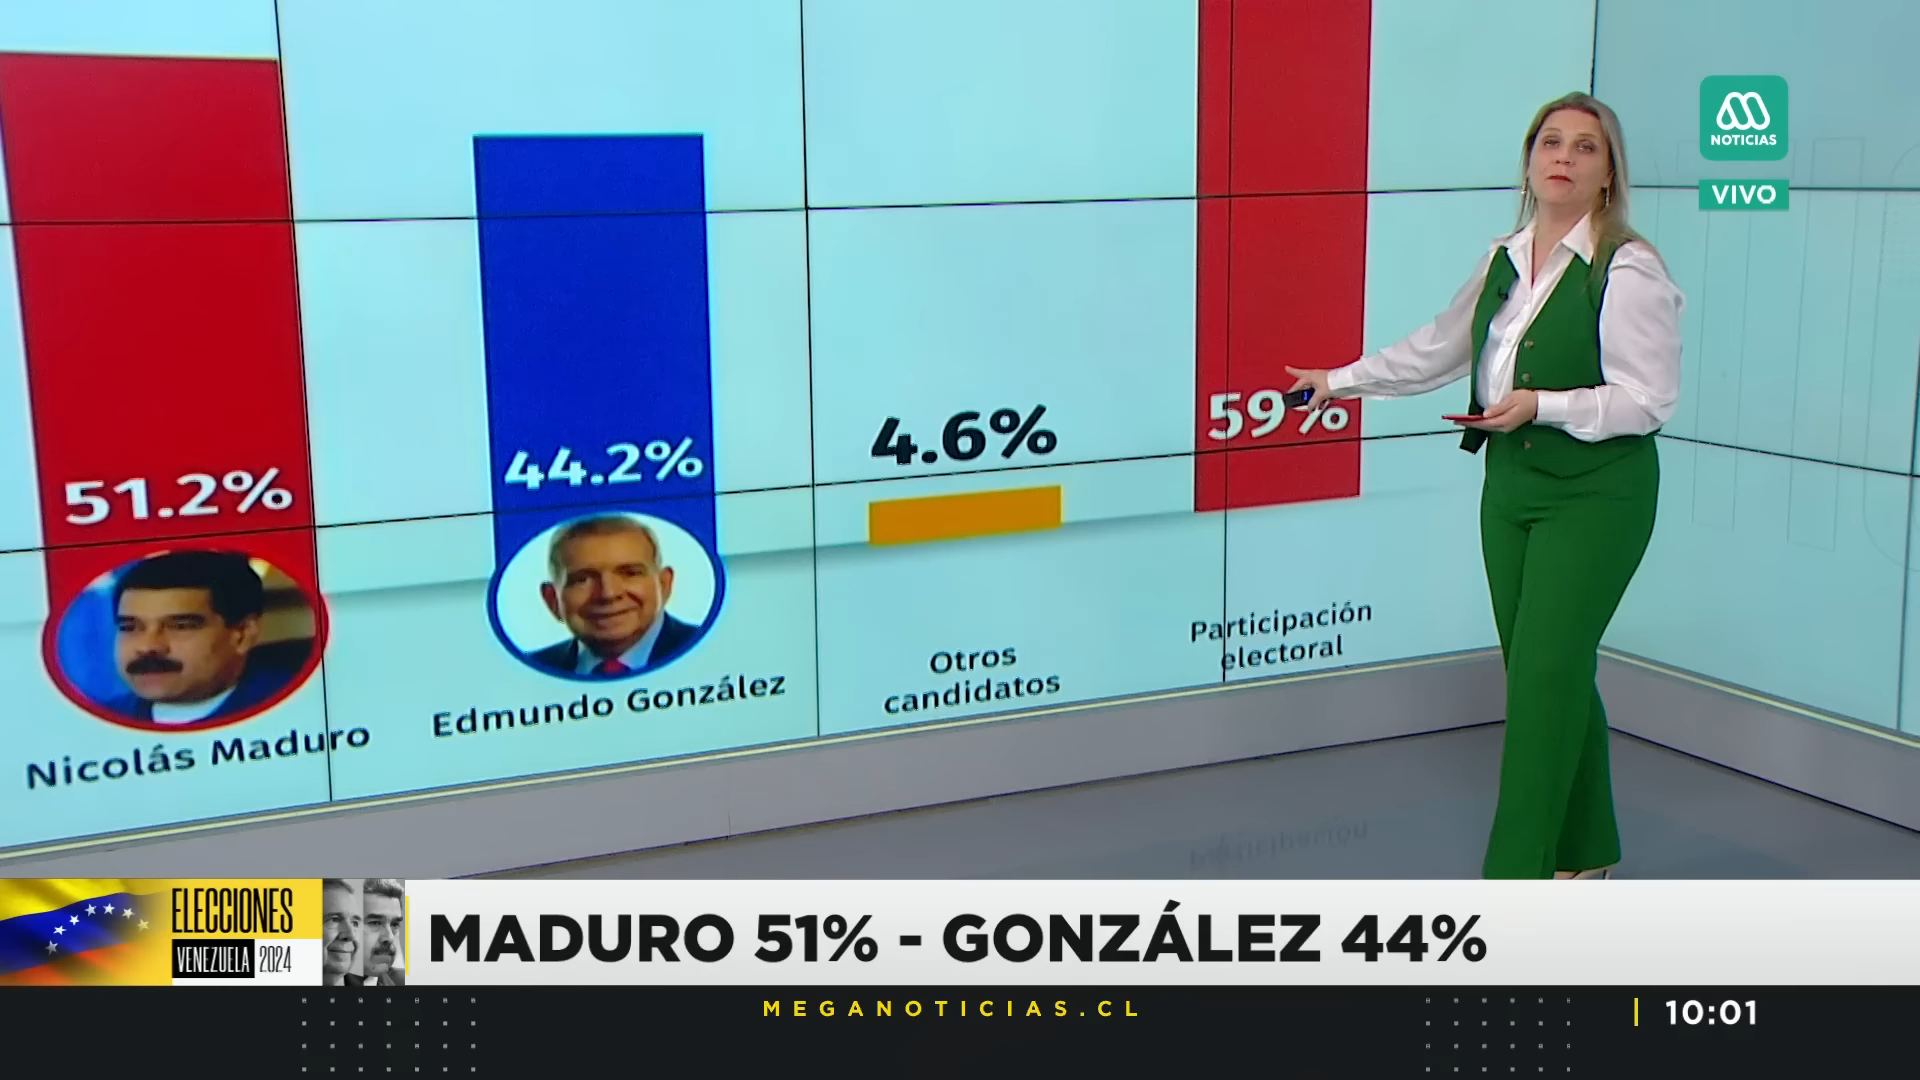 NOTICIAS
VIVO
51.2%
44.2%
4.6%
59%
Nicolás Maduro
Edmundo González
Otros
candidatos
Participación
electoral
ELECCIONES
VENEZUELA 2024
MADURO 51% - GONZÁLEZ 44%
MEGANOTICIAS.CL
10:01